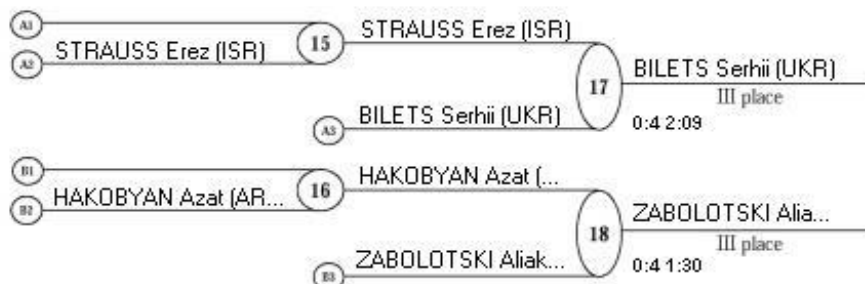 A1
STRAUSS Erez (ISR)
A2
15
STRAUSS Erez (ISR)
BILETS Serhii (UKR)
A3
17
BILETS Serhii (UKR)
III place
0:4 2:09
B1
HAKOBYAN Azat (AR...
B2
16
HAKOBYAN Azat (...
ZABOLOTSKI Aliak...
B3
18
ZABOLOTSKI Alia...
III place
0:4 1:30